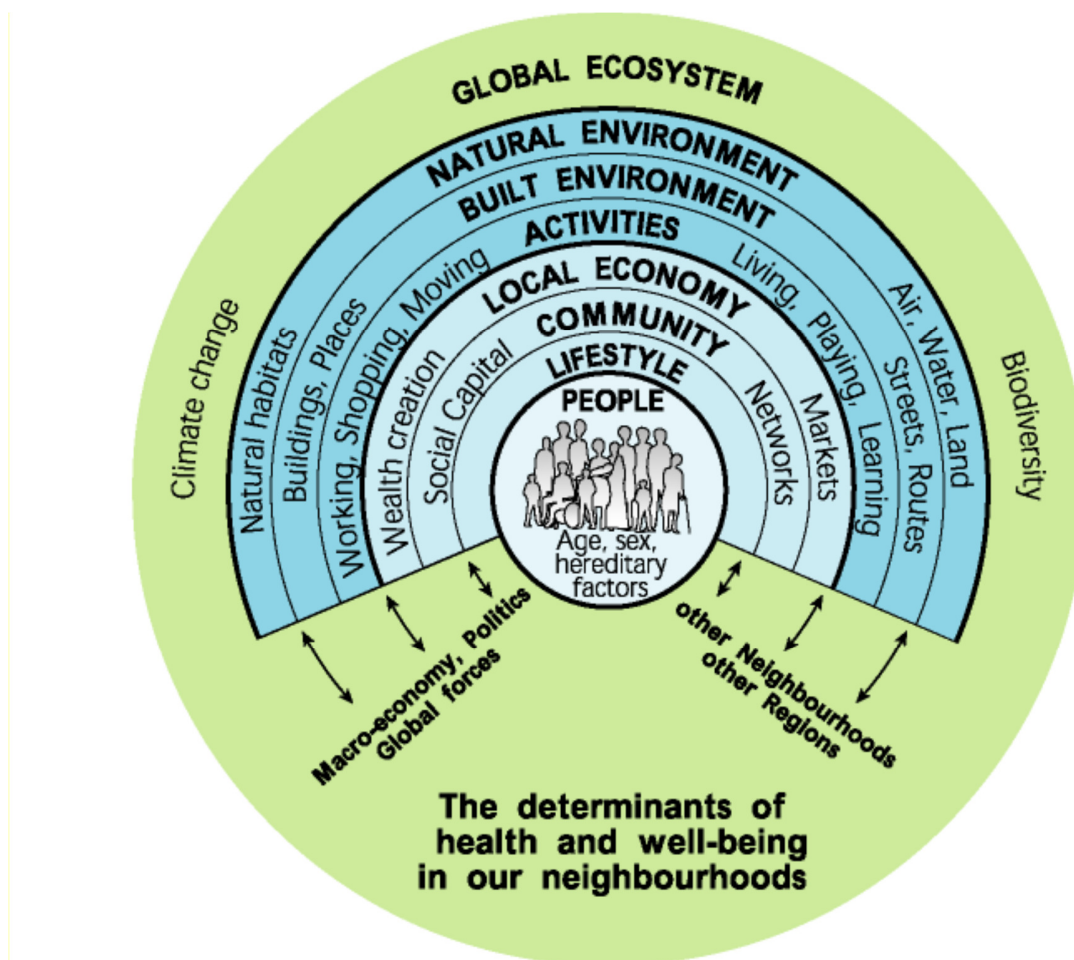 GLOBAL ECOSYSTEM
NATURAL ENVIRONMENT
BUILT ENVIRONMENT
ACTIVITIES
LOCAL ECONOMY
COMMUNITY
LIFESTYLE
PEOPLE
Age, sex,
hereditary
factors
Climate change
Natural habitats
Buildings, Places
Working, Shopping, Moving
Wealth creation
Social Capital
Living, Playing, Learning
Networks
Markets
Streets, Routes
Air, Water, Land
Biodiversity
Macro-economy, Politics
Global forces
other Neighbourhoods
other Regions
The determinants of
health and well-being
in our neighbourhoods